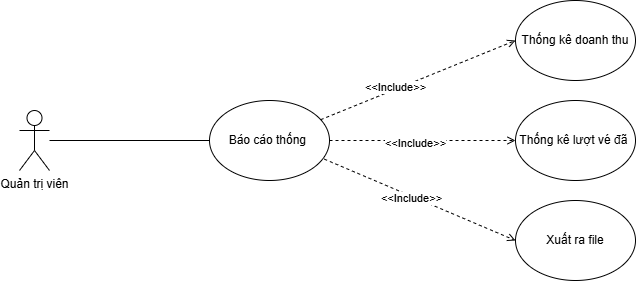 Thống kê doanh thu
<<Include>>
Báo cáo thống
<<Include>>
Thống kê lượt vé đã
Quản trị viên
<<Include>>
Xuất ra file